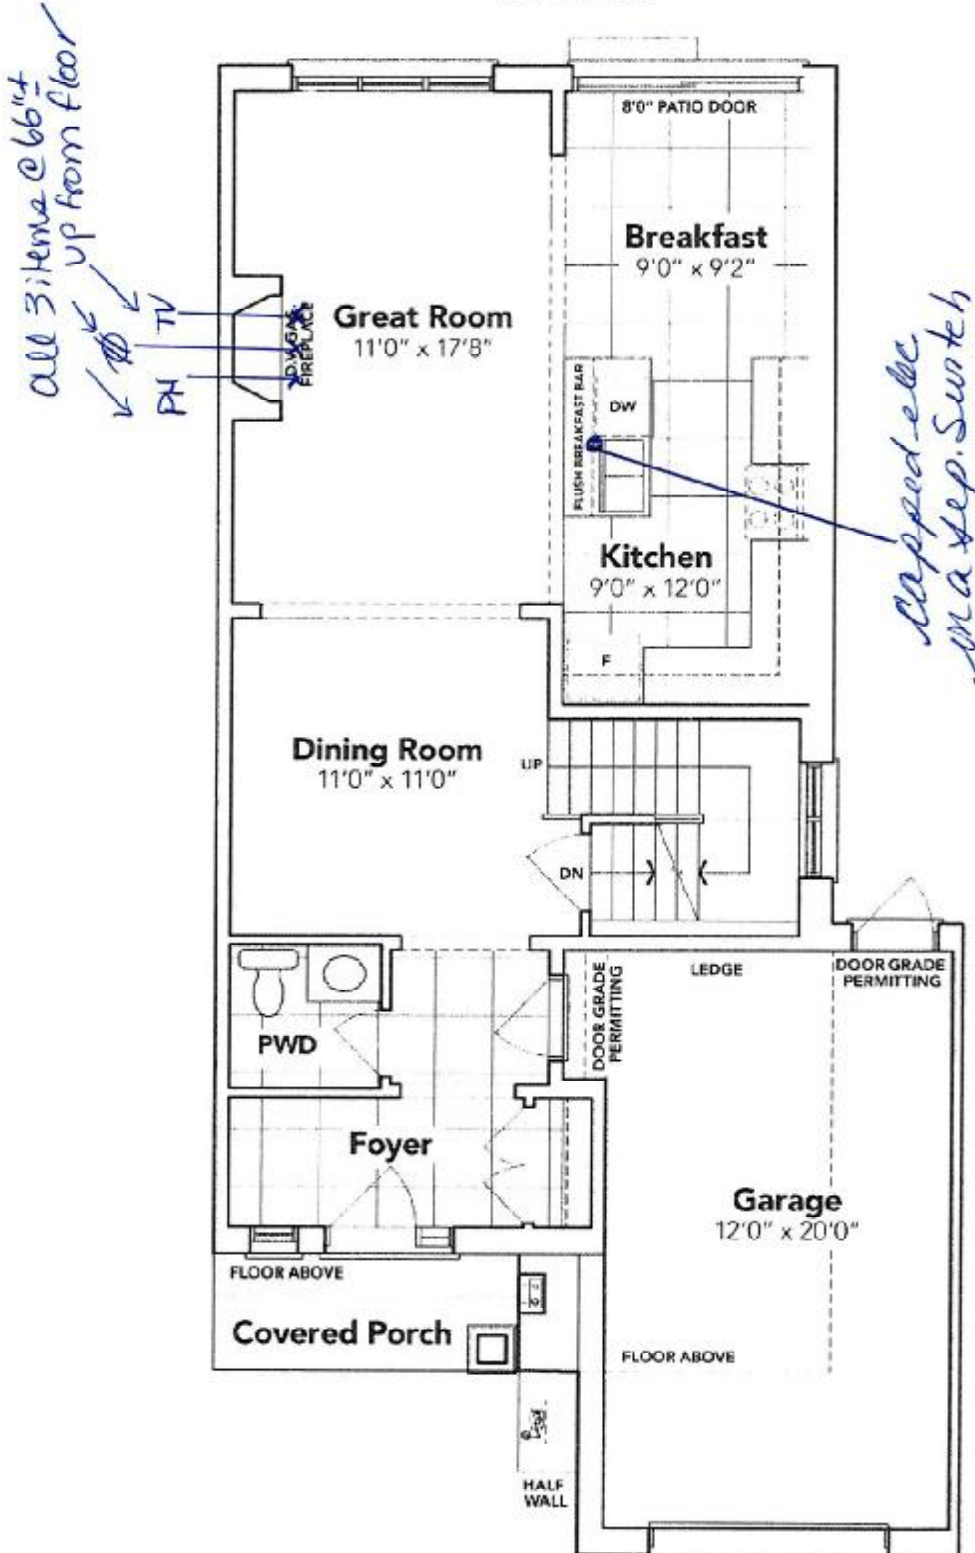 all 3 items @ 66"±
up from floor
TV
PH
8'0" PATIO DOOR
Breakfast
9'0" x 9'2"
Great Room
11'0" x 17'8"
D.V. GAS
FIREPLACE
FLUSH BREAKFAST BAR
DW
capped elec
on a sep. switch
Kitchen
9'0" x 12'0"
F
Dining Room
11'0" x 11'0"
UP
DN
LEDGE
DOOR GRADE
PERMITTING
DOOR GRADE
PERMITTING
PWD
Foyer
Garage
12'0" x 20'0"
FLOOR ABOVE
Covered Porch
FLOOR ABOVE
HALF
WALL